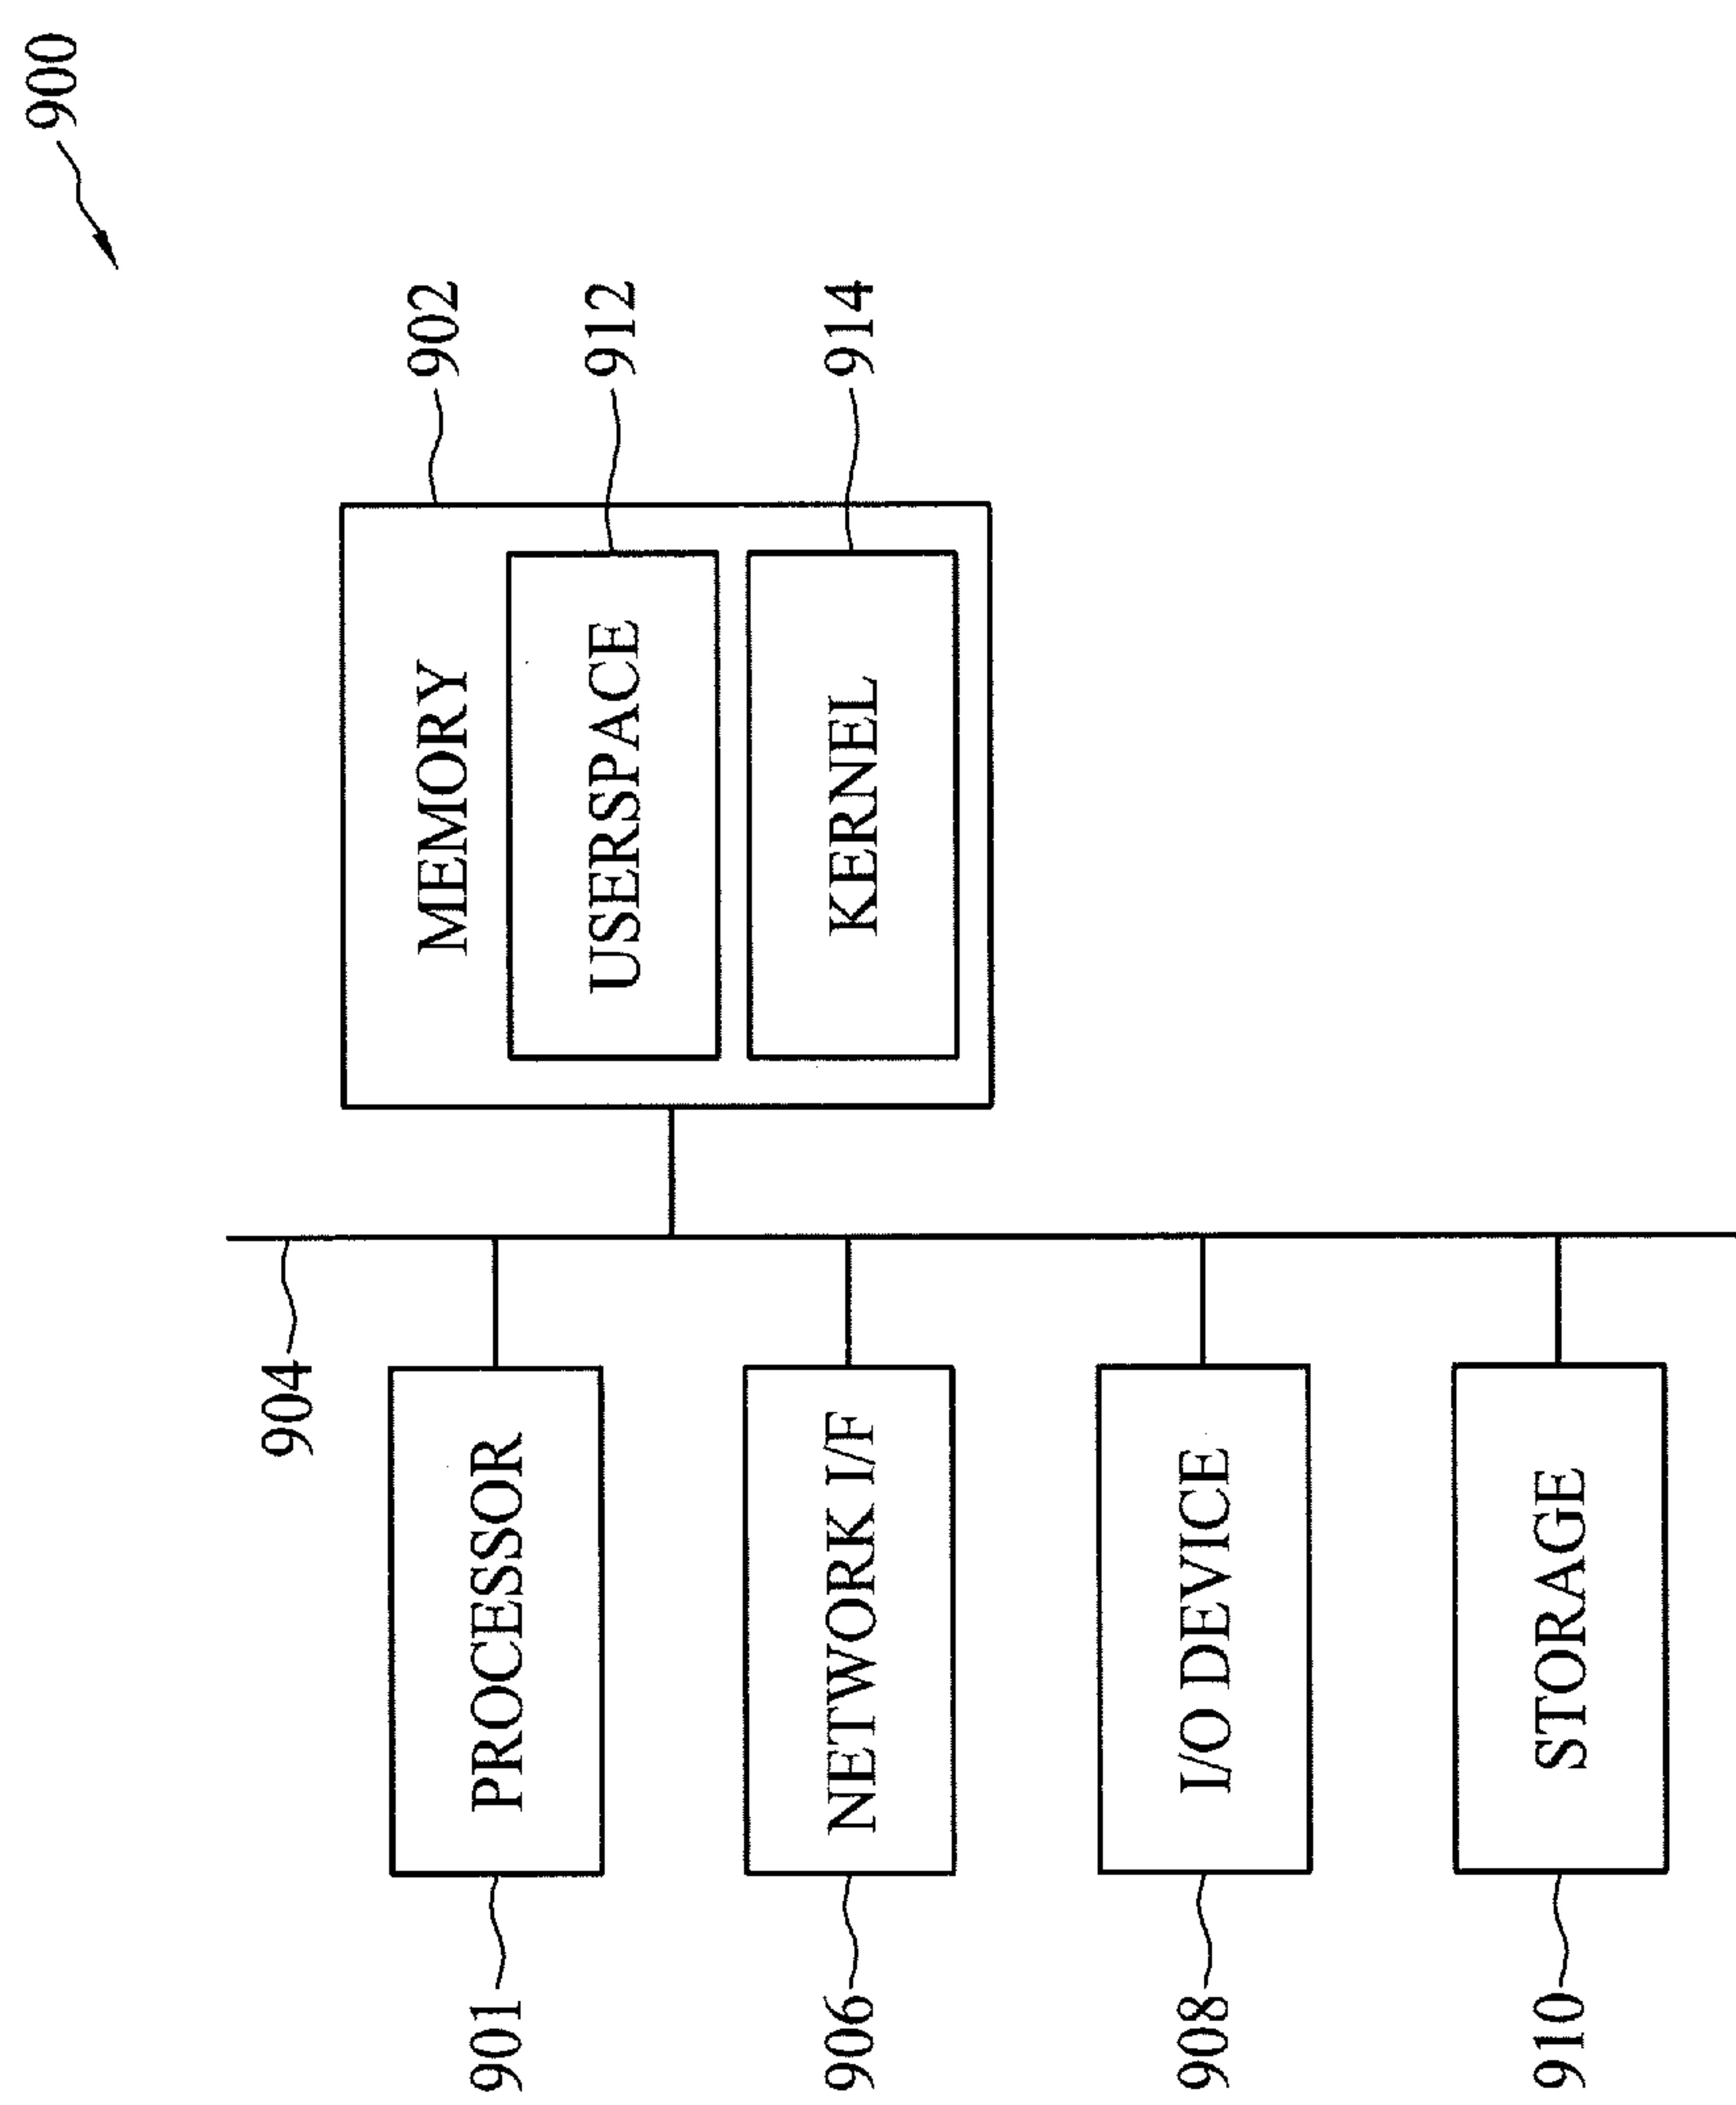 900
904
901
PROCESSOR
MEMORY
902
USERSPACE
912
906
NETWORK I/F
KERNEL
914
908
I/O DEVICE
910
STORAGE